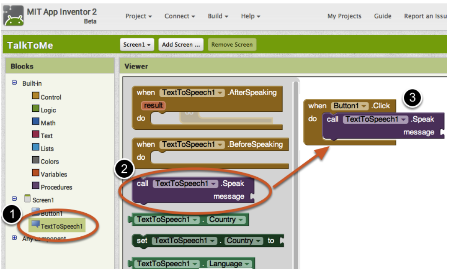 MIT App Inventor 2
Beta
Project Connect Build Help My Projects Guide Report an Issu
TalkToMe
Screen1 Add Screen ... Remove Screen
Blocks
Viewer
Built-in
Control
Logic
Math
Text
Lists
Colors
Variables
Procedures
Screen1
Button1
TextToSpeech1
Any component
1
when TextToSpeech1 .AfterSpeaking
result
do
when TextToSpeech1 .BeforeSpeaking
do
2
call TextToSpeech1 .Speak
message
TextToSpeech1 . Country
set TextToSpeech1 . Country to
TextToSpeech1 . Language
3
when Button1 .Click
do call TextToSpeech1 .Speak
message